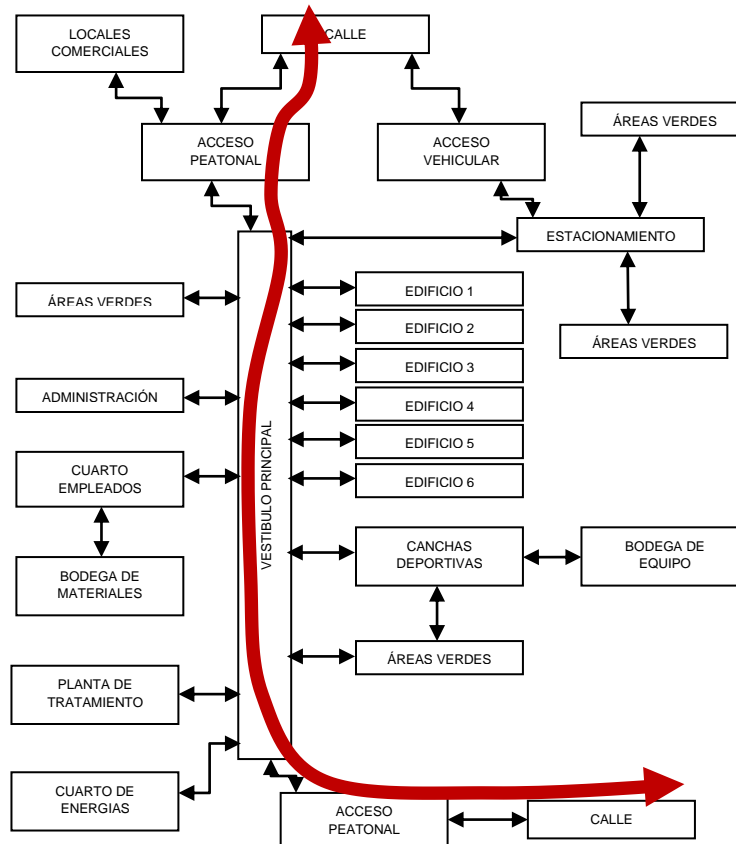 LOCALES
COMERCIALES
CALLE
ACCESO
PEATONAL
ACCESO
VEHICULAR
ÁREAS VERDES
ESTACIONAMIENTO
ÁREAS VERDES
EDIFICIO 1
EDIFICIO 2
ÁREAS VERDES
EDIFICIO 3
ADMINISTRACIÓN
EDIFICIO 4
EDIFICIO 5
CUARTO
EMPLEADOS
EDIFICIO 6
VESTIBULO PRINCIPAL
CANCHAS
DEPORTIVAS
BODEGA DE
EQUIPO
BODEGA DE
MATERIALES
ÁREAS VERDES
PLANTA DE
TRATAMIENTO
CUARTO DE
ENERGIAS
ACCESO
PEATONAL
CALLE